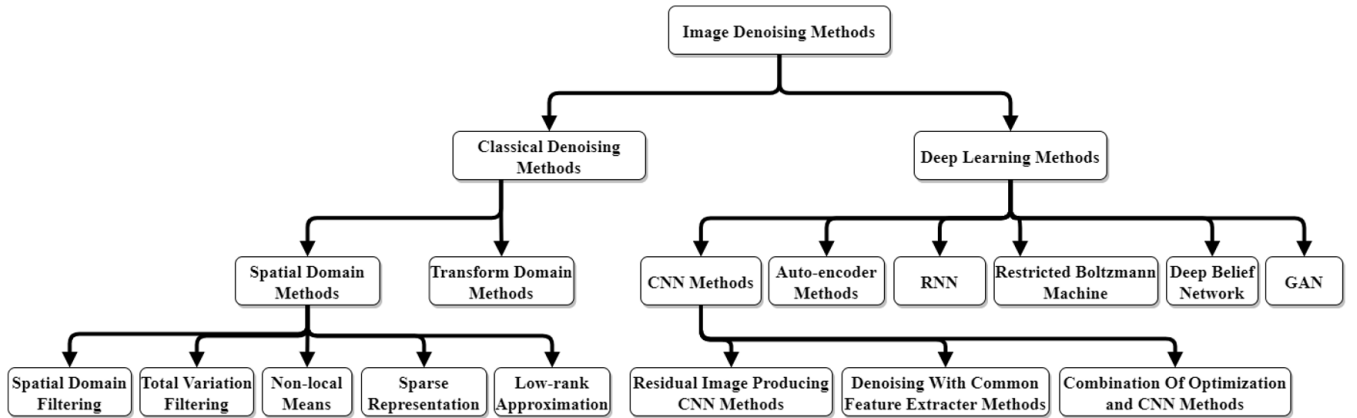 Image Denoising Methods
Classical Denoising
Methods
Deep Learning Methods
Spatial Domain
Methods
Transform Domain
Methods
CNN Methods
Auto-encoder
Methods
RNN
Restricted Boltzmann
Machine
Deep Belief
Network
GAN
Spatial Domain
Filtering
Total Variation
Filtering
Non-local
Means
Sparse
Representation
Low-rank
Approximation
Residual Image Producing
CNN Methods
Denoising With Common
Feature Extracter Methods
Combination Of Optimization
and CNN Methods